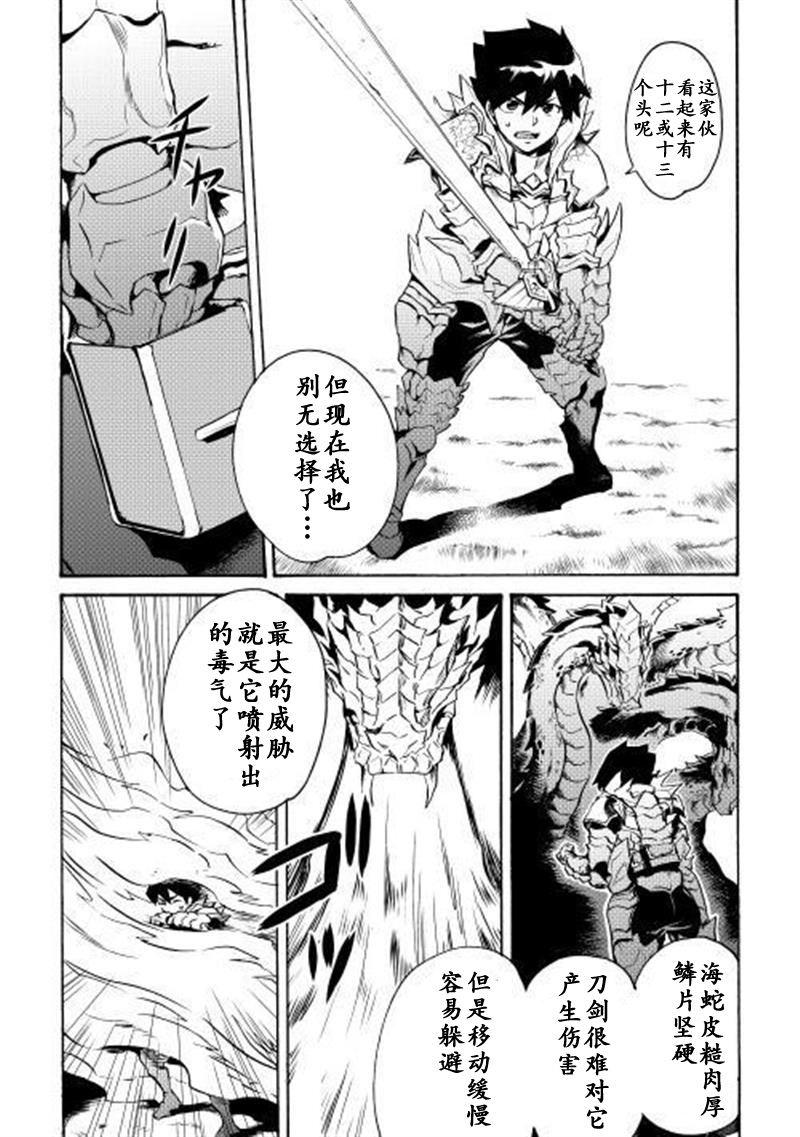 这家伙
看起来有
十二或十三
个头呢
但现在我也
别无选择了…
チャ
海蛇皮糙肉厚
鳞片坚硬
刀剑很难对它
产生伤害
但是移动缓慢
容易躲避
ゴ
最大的威胁
就是它喷射出
的毒气了